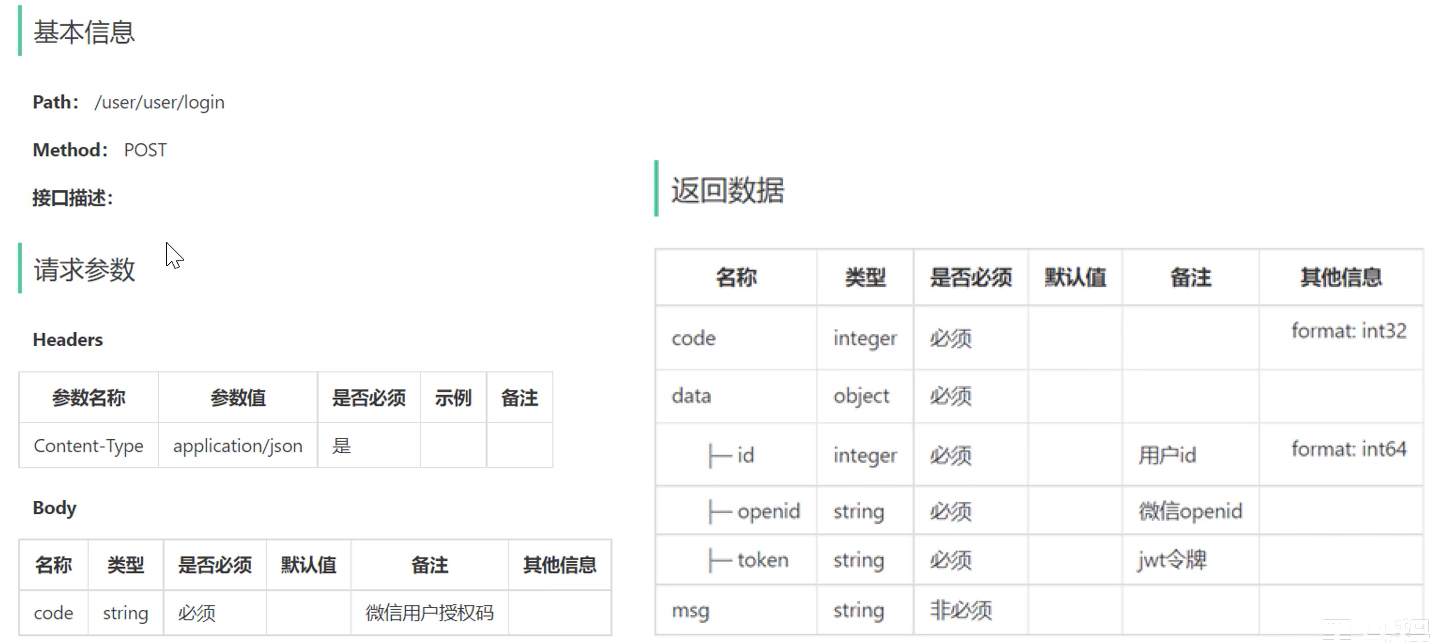 基本信息
Path： /user/user/login
Method： POST
接口描述：
请求参数
Headers
参数名称 参数值 是否必须 示例 备注
Content-Type application/json 是
Body
名称 类型 是否必须 默认值 备注 其他信息
code string 必须 微信用户授权码
返回数据
名称 类型 是否必须 默认值 备注 其他信息
code integer 必须 format: int32
data object 必须
├─ id integer 必须 用户id format: int64
├─ openid string 必须 微信openid
├─ token string 必须 jwt令牌
msg string 非必须